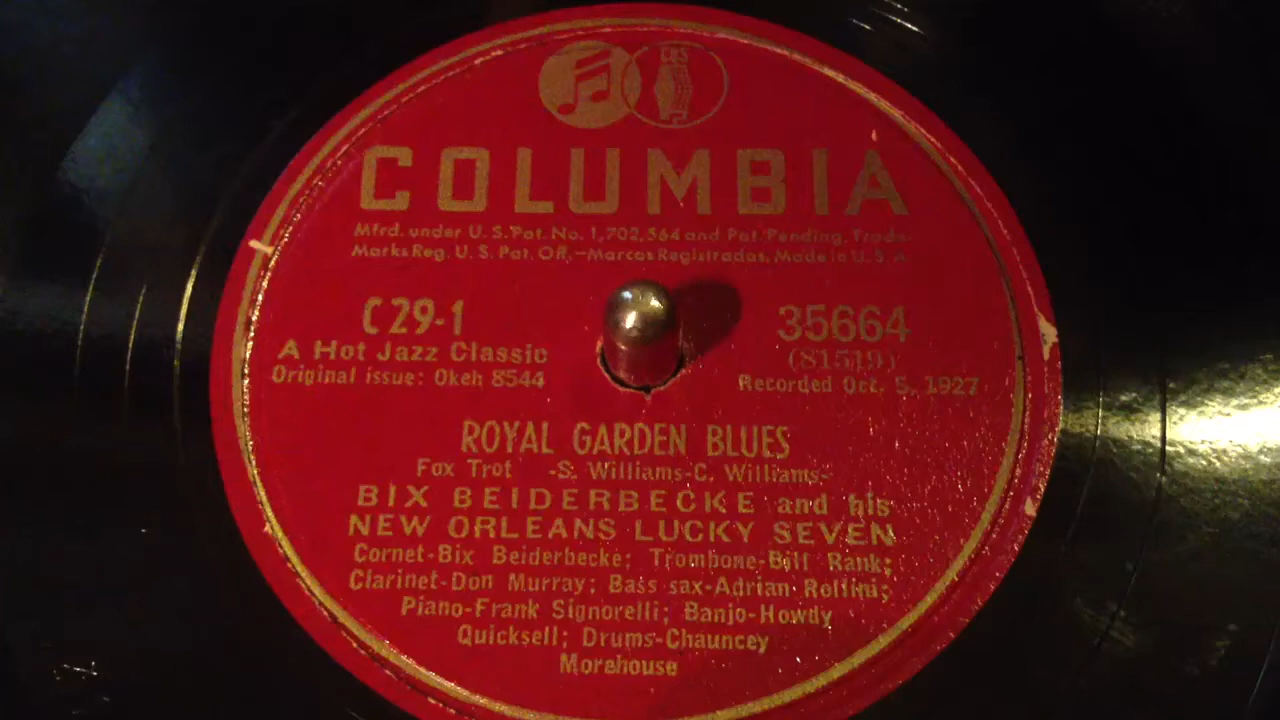 CBS
COLUMBIA
Mfrd. under U. S. Pat. No. 1,702,564 and Pat. Pending. Trade
Marks Reg. U. S. Pat. Off.—Marcas Registradas. Made in U. S. A.
C 29-1
A Hot Jazz Classic
Original issue: Okeh 8544
35664
(81519)
Recorded Oct. 5, 1927
ROYAL GARDEN BLUES
Fox Trot -S. Williams-C. Williams-
BIX BEIDERBECKE and his
NEW ORLEANS LUCKY SEVEN
Cornet-Bix Beiderbecke; Trombone-Bill Rank;
Clarinet-Don Murray; Bass sax-Adrian Rollini;
Piano-Frank Signorelli; Banjo-Howdy
Quicksell; Drums-Chauncey
Morehouse